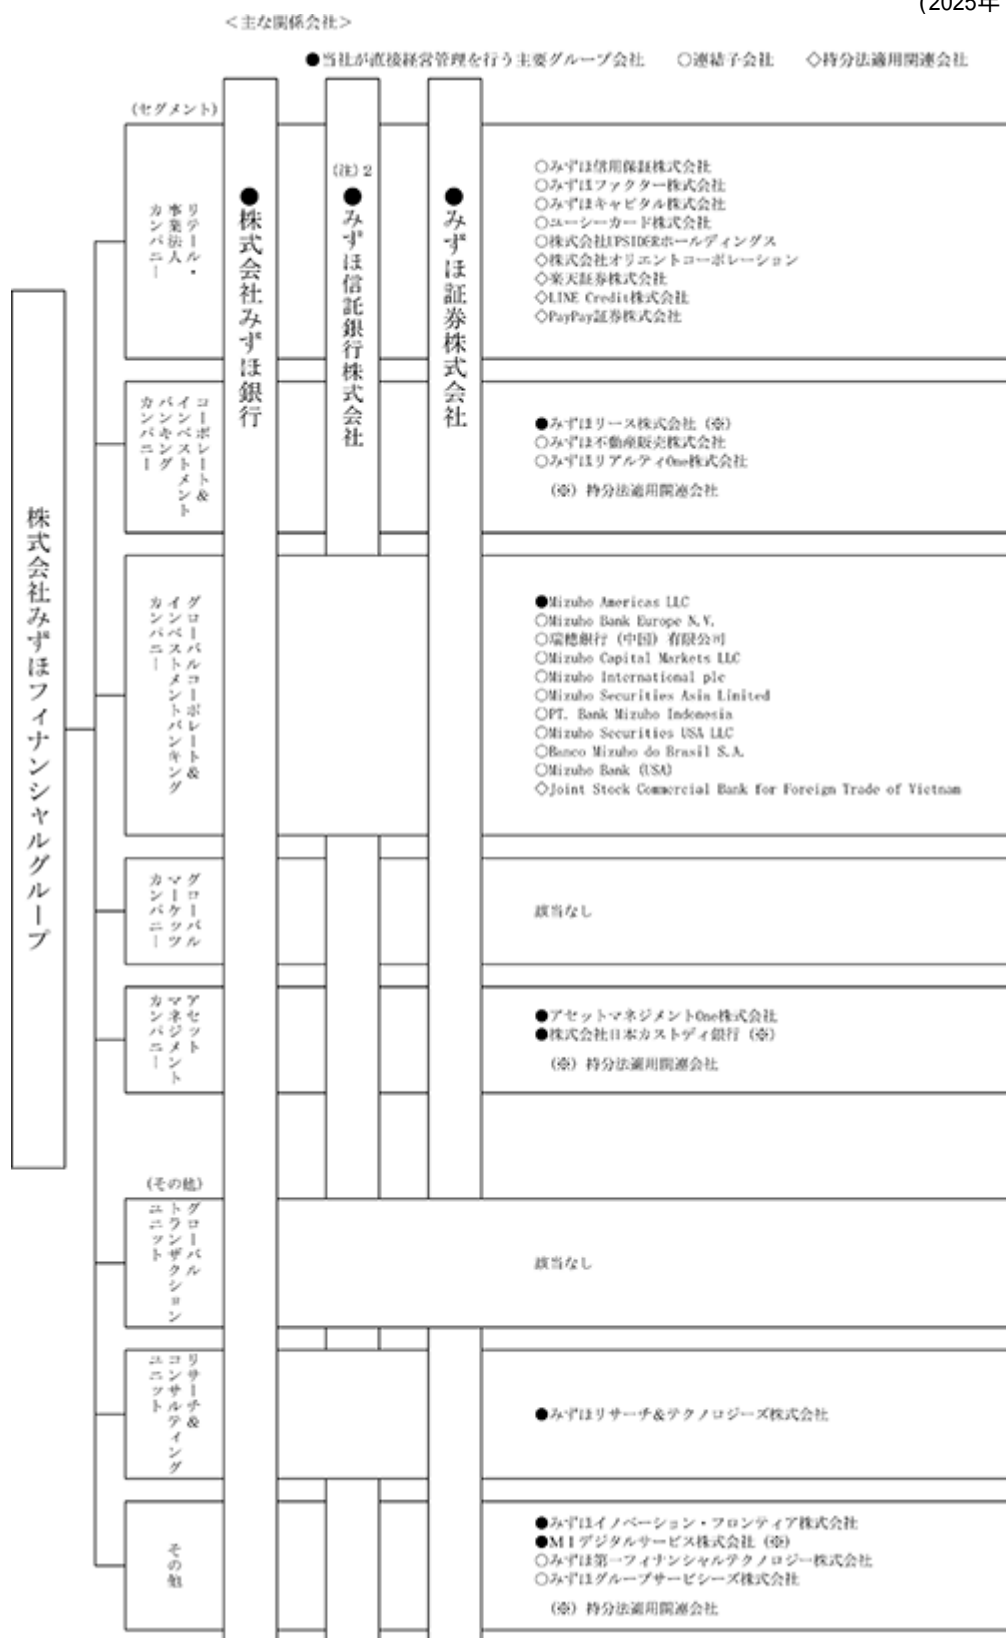 (2025年
＜主な関係会社＞
●当社が直接経営管理を行う主要グループ会社　○連結子会社　◇持分法適用関連会社
(セグメント)
株式会社みずほフィナンシャルグループ
●株式会社みずほ銀行
(注)2
●みずほ信託銀行株式会社
●みずほ証券株式会社
リテール・
事業法人
カンパニー
○みずほ信用保証株式会社
○みずほファクター株式会社
○みずほキャピタル株式会社
○ユーシーカード株式会社
○株式会社UPSIDERホールディングス
◇株式会社オリエントコーポレーション
◇楽天証券株式会社
◇LINE Credit株式会社
◇PayPay証券株式会社
コーポレート＆
インベストメント
バンキング
カンパニー
●みずほリース株式会社（※）
○みずほ不動産販売株式会社
○みずほリアルティOne株式会社
（※）持分法適用関連会社
グローバルコーポレート＆
インベストメントバンキング
カンパニー
●Mizuho Americas LLC
○Mizuho Bank Europe N.V.
○瑞穂銀行（中国）有限公司
○Mizuho Capital Markets LLC
○Mizuho International plc
○Mizuho Securities Asia Limited
○PT. Bank Mizuho Indonesia
○Mizuho Securities USA LLC
○Banco Mizuho do Brasil S.A.
○Mizuho Bank (USA)
◇Joint Stock Commercial Bank for Foreign Trade of Vietnam
グローバル
マーケッツ
カンパニー
該当なし
アセット
マネジメント
カンパニー
●アセットマネジメントOne株式会社
●株式会社日本カストディ銀行（※）
（※）持分法適用関連会社
(その他)
グローバル
トランザクション
ユニット
該当なし
リサーチ＆
コンサルティング
ユニット
●みずほリサーチ＆テクノロジーズ株式会社
その他
●みずほイノベーション・フロンティア株式会社
●ＭＩデジタルサービス株式会社（※）
○みずほ第一フィナンシャルテクノロジー株式会社
○みずほグループサービシーズ株式会社
（※）持分法適用関連会社